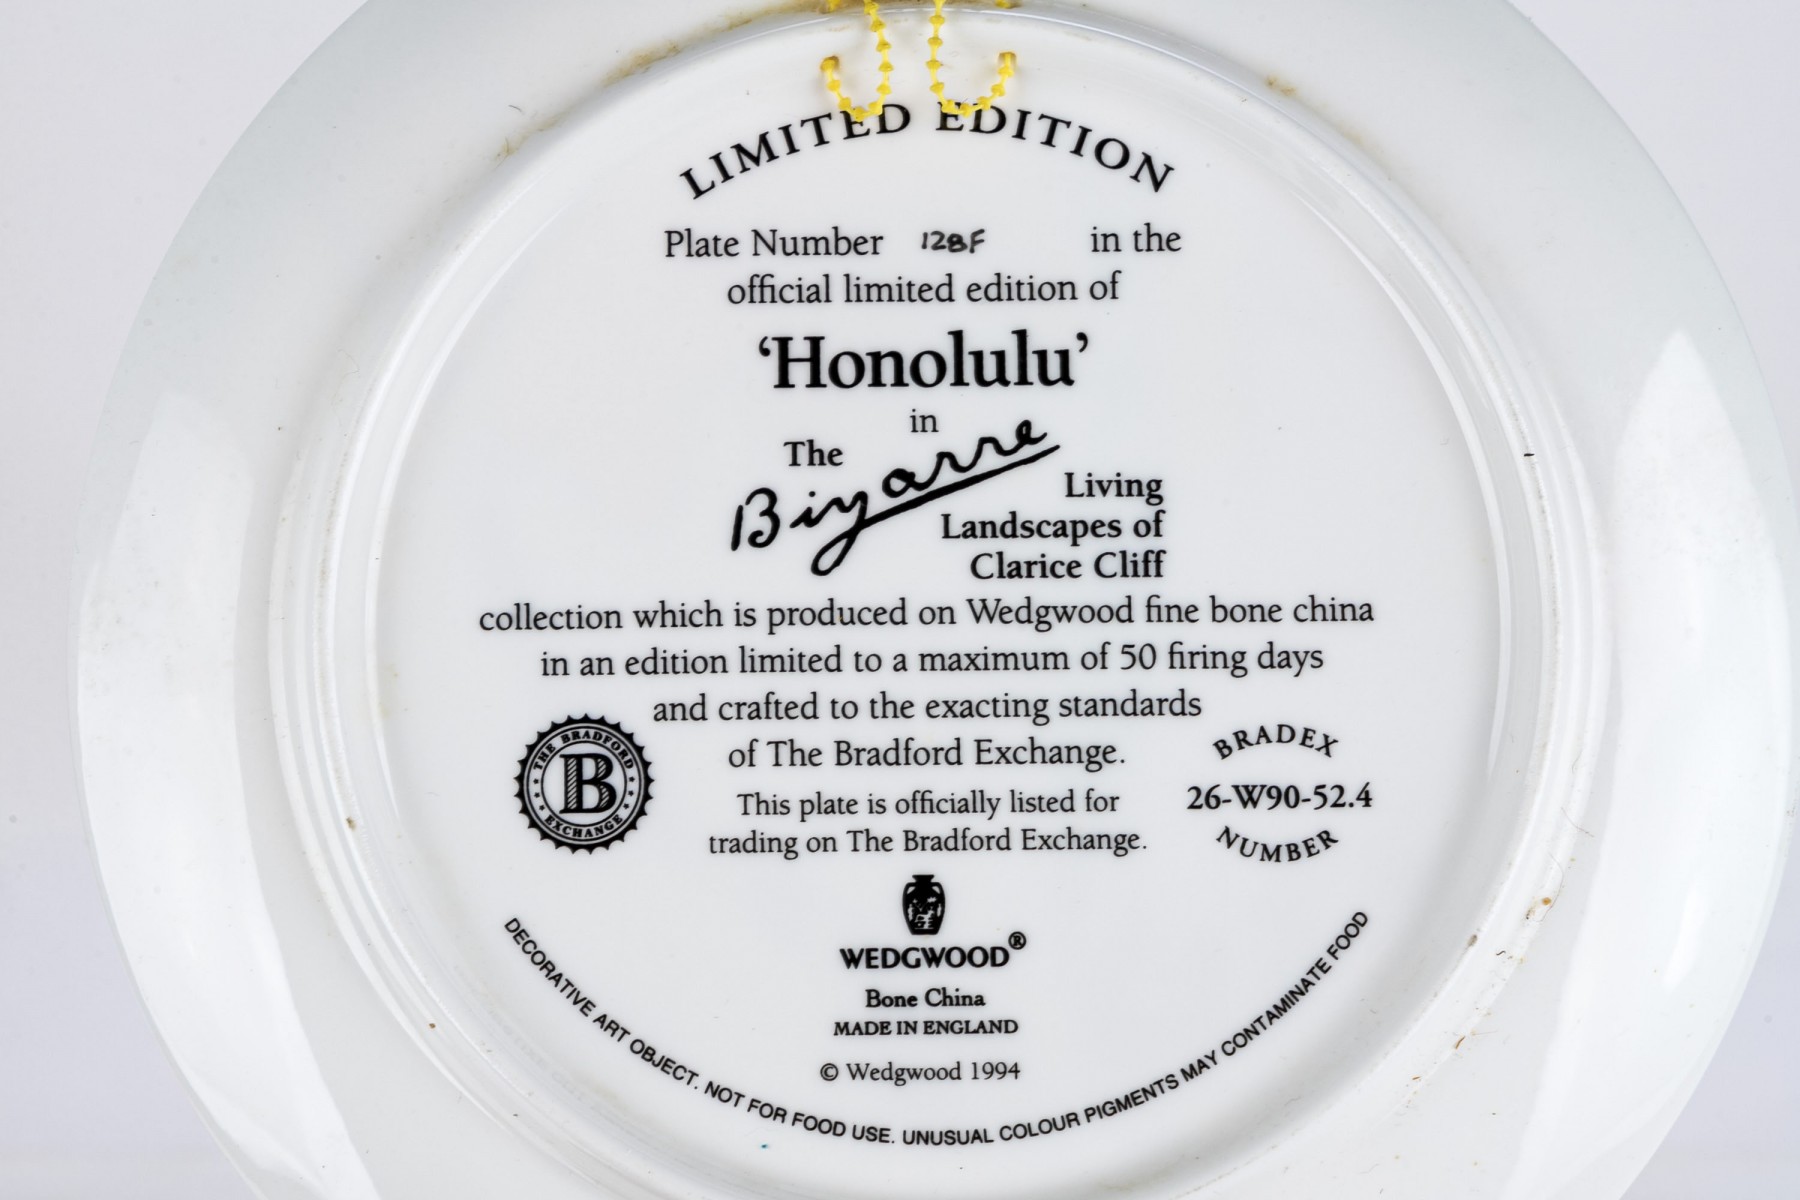 LIMITED EDITION
Plate Number 128F in the
official limited edition of
‘Honolulu’
in
The
Bizarre
Living
Landscapes of
Clarice Cliff
collection which is produced on Wedgwood fine bone china
in an edition limited to a maximum of 50 firing days
and crafted to the exacting standards
of The Bradford Exchange.
This plate is officially listed for
trading on The Bradford Exchange.
THE BRADFORD
B
EXCHANGE
BRADEX
26-W90-52.4
NUMBER
WEDGWOOD®
Bone China
MADE IN ENGLAND
© Wedgwood 1994
DECORATIVE ART OBJECT. NOT FOR FOOD USE. UNUSUAL COLOUR PIGMENTS MAY CONTAMINATE FOOD